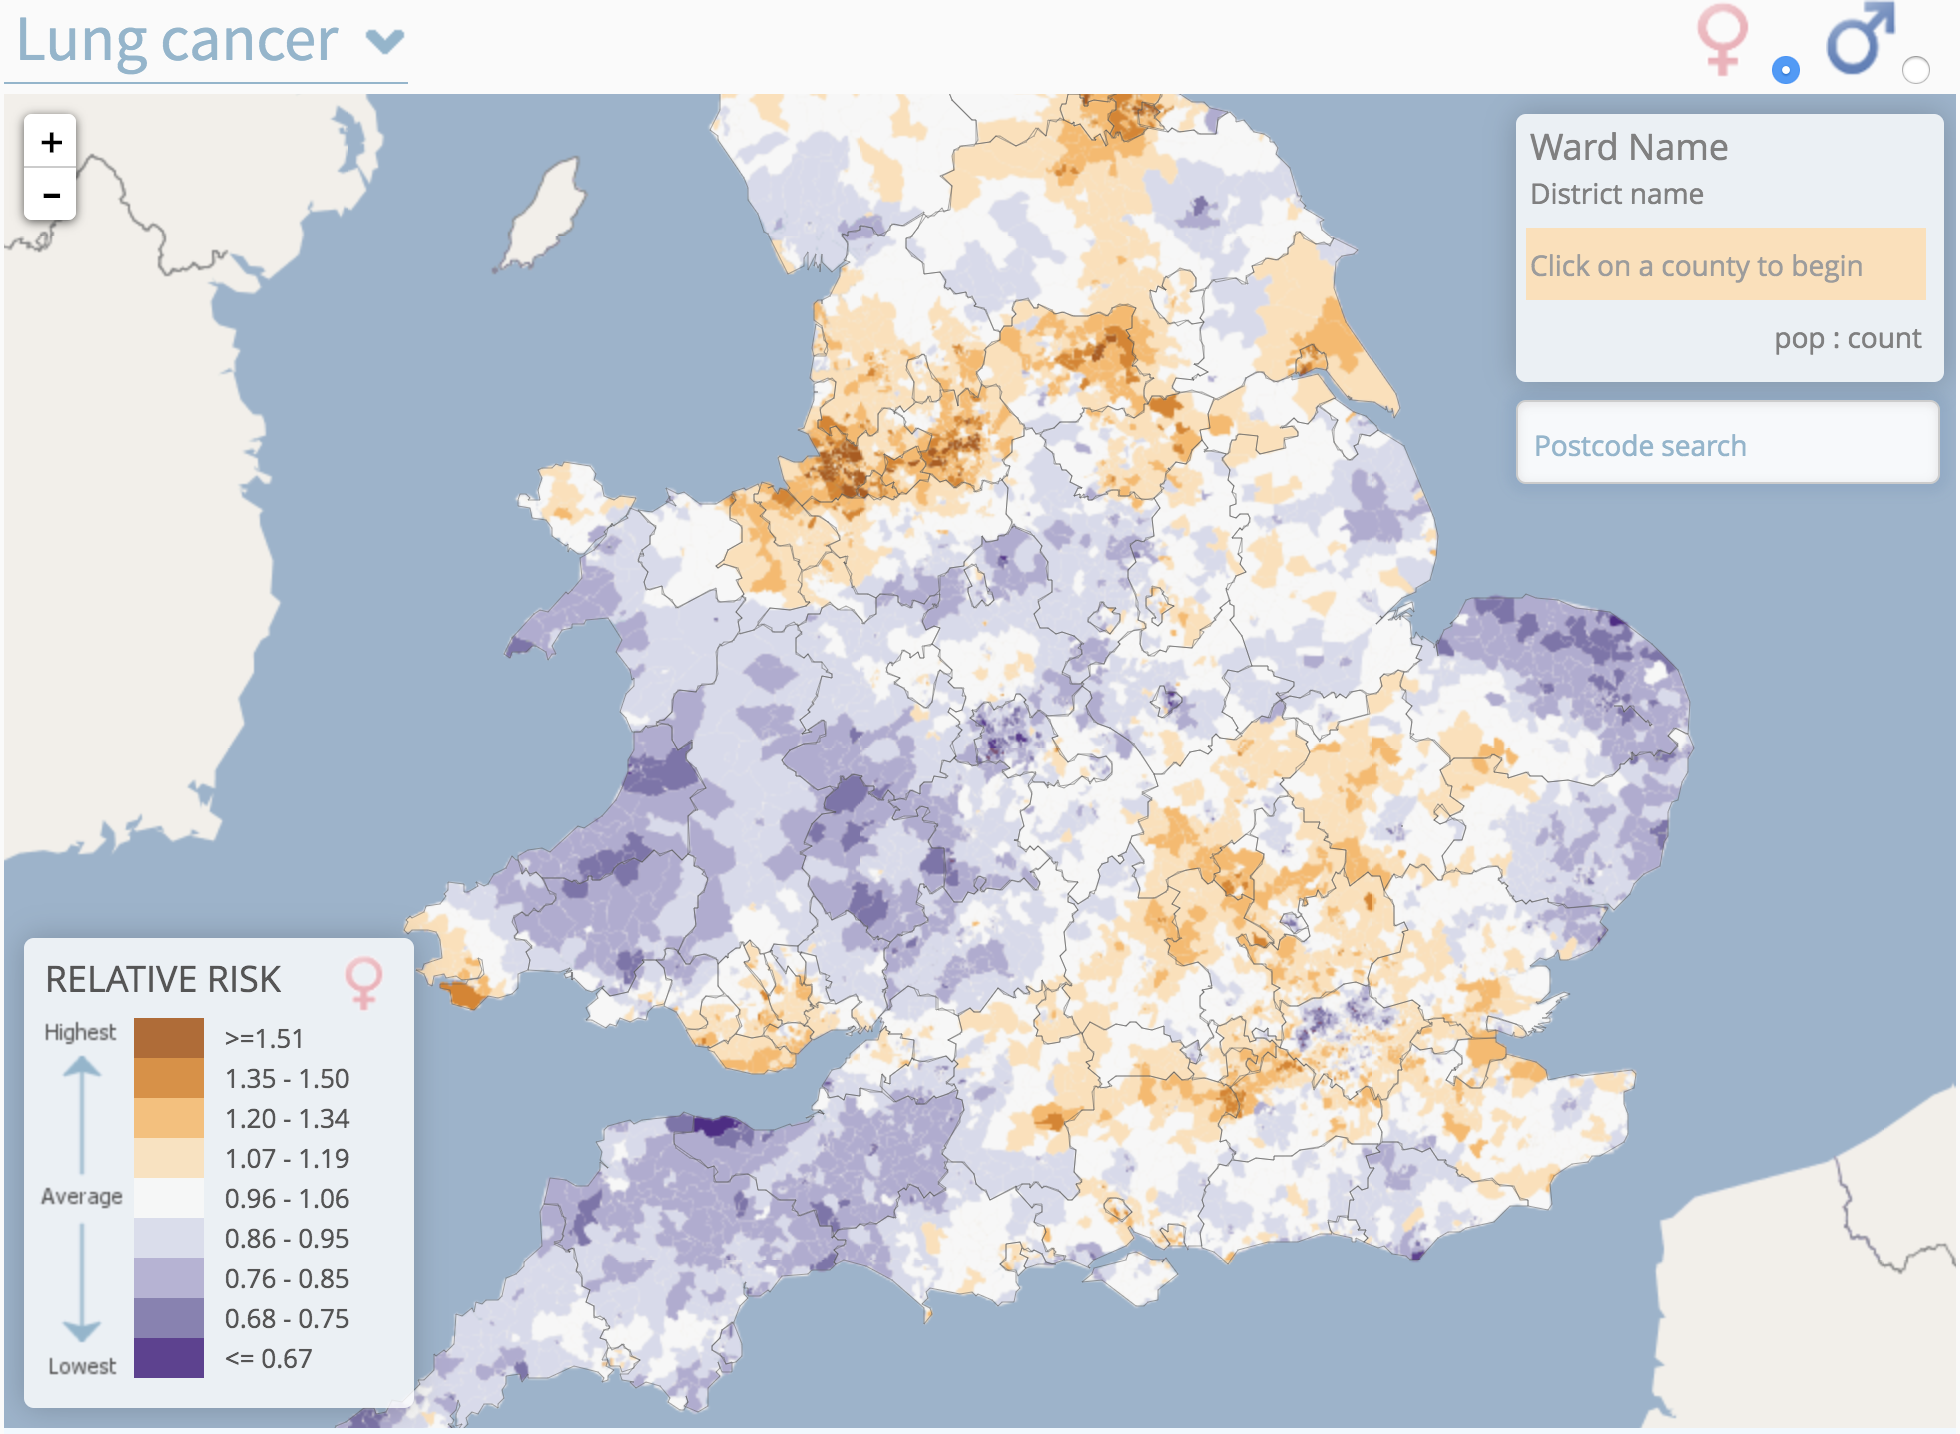 Lung cancer
+
-
Ward Name
District name
Click on a county to begin
pop : count
Postcode search
RELATIVE RISK
Highest
>=1.51
1.35 - 1.50
1.20 - 1.34
1.07 - 1.19
Average
0.96 - 1.06
0.86 - 0.95
0.76 - 0.85
0.68 - 0.75
Lowest
<= 0.67